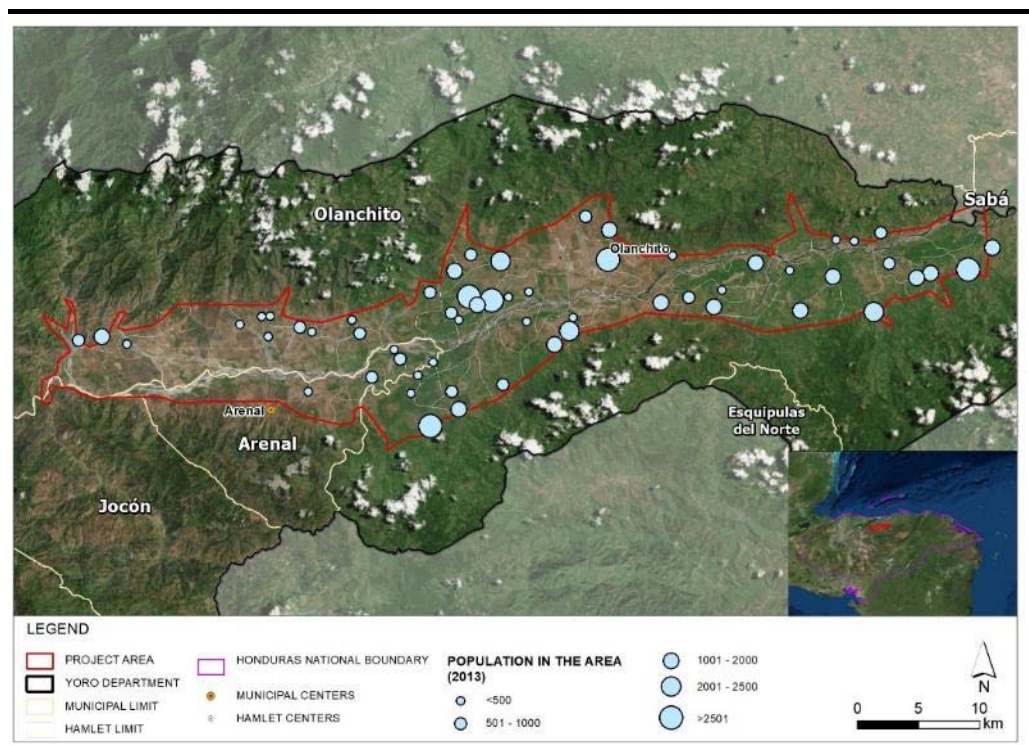 Sabá
Olanchito
Olanchito
Arenal
Arenal
Esquipulas
del Norte
Jocón
LEGEND
PROJECT AREA
YORO DEPARTMENT
MUNICIPAL LIMIT
HAMLET LIMIT
HONDURAS NATIONAL BOUNDARY
MUNICIPAL CENTERS
HAMLET CENTERS
POPULATION IN THE AREA
(2013)
<500
501 - 1000
1001 - 2000
2001 - 2500
>2501
N
0 5 10
km